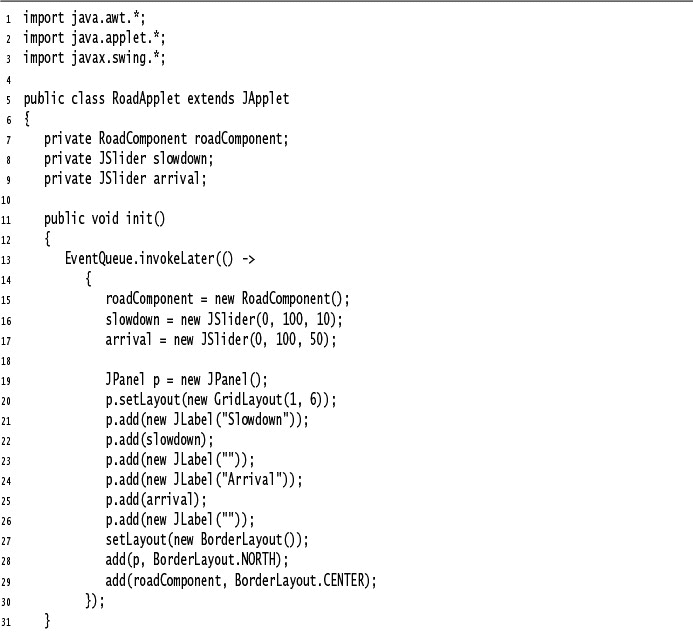 1 import java.awt.*;
2 import java.applet.*;
3 import javax.swing.*;
4
5 public class RoadApplet extends JApplet
6 {
7    private RoadComponent roadComponent;
8    private JSlider slowdown;
9    private JSlider arrival;
10
11    public void init()
12    {
13       EventQueue.invokeLater(() ->
14          {
15             roadComponent = new RoadComponent();
16             slowdown = new JSlider(0, 100, 10);
17             arrival = new JSlider(0, 100, 50);
18
19             JPanel p = new JPanel();
20             p.setLayout(new GridLayout(1, 6));
21             p.add(new JLabel("Slowdown"));
22             p.add(slowdown);
23             p.add(new JLabel(""));
24             p.add(new JLabel("Arrival"));
25             p.add(arrival);
26             p.add(new JLabel(""));
27             setLayout(new BorderLayout());
28             add(p, BorderLayout.NORTH);
29             add(roadComponent, BorderLayout.CENTER);
30          });
31    }